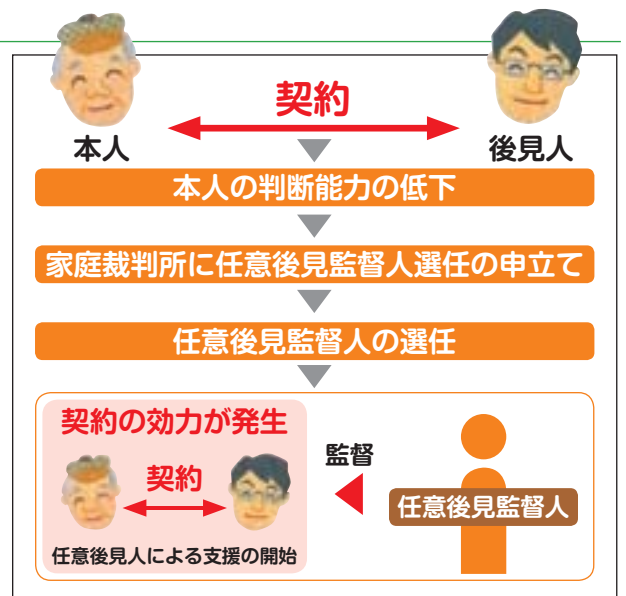 契約
本人
後見人
本人の判断能力の低下
家庭裁判所に任意後見監督人選任の申立て
任意後見監督人の選任
契約の効力が発生
契約
任意後見人による支援の開始
監督
任意後見監督人